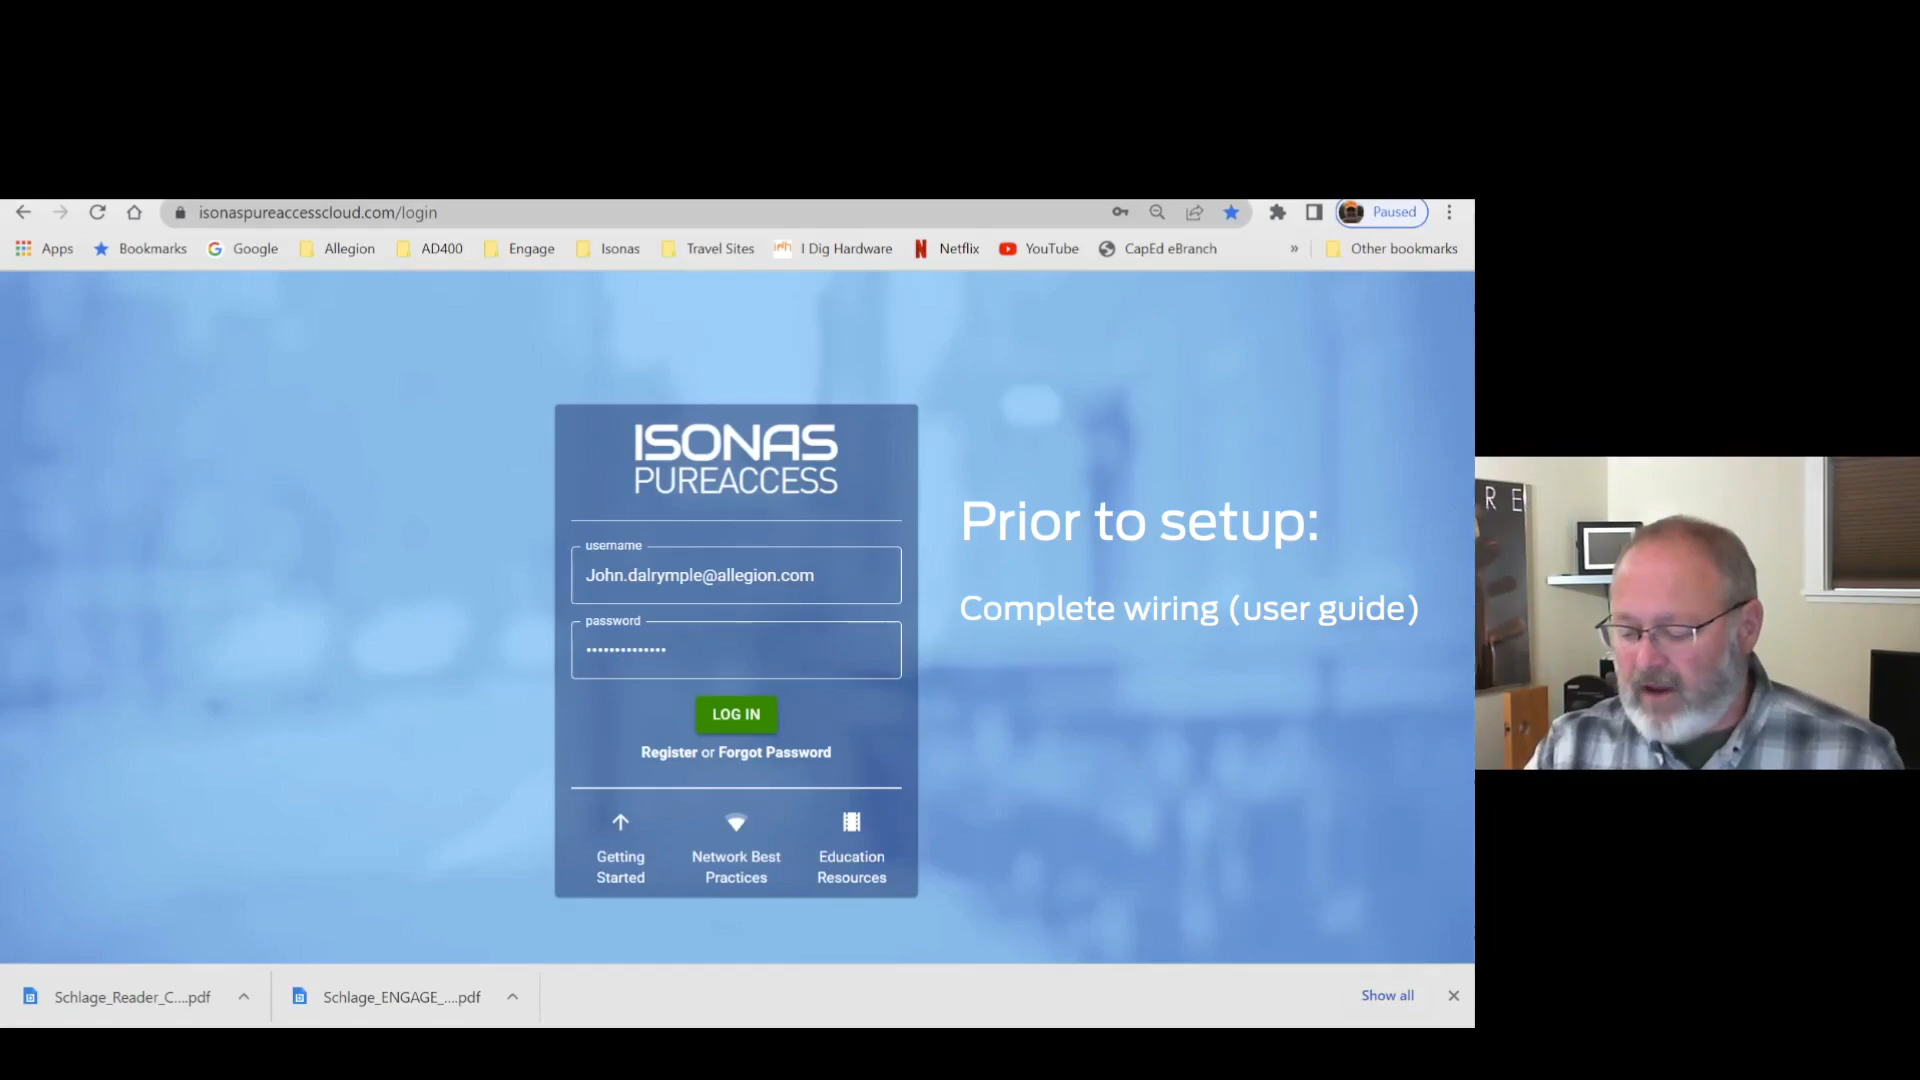 isonaspureaccesscloud.com/login
Paused
Apps
Bookmarks
Google
Allegion
AD400
Engage
Isonas
Travel Sites
I Dig Hardware
Netflix
YouTube
CapEd eBranch
»
Other bookmarks
ISONAS
PUREACCESS
username
John.dalrymple@allegion.com
password
••••••••••••••
LOG IN
Register or Forgot Password
Getting
Started
Network Best
Practices
Education
Resources
Prior to setup:
Complete wiring (user guide)
R E
Schlage_Reader_C....pdf
Schlage_ENGAGE_....pdf
Show all